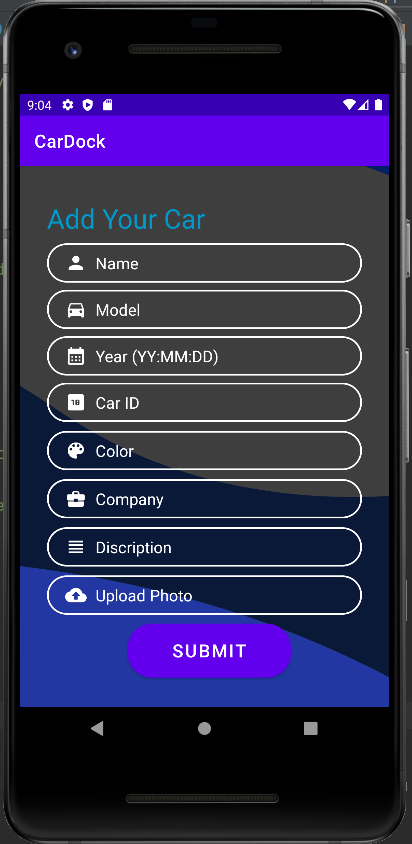 9:04
CarDock
Add Your Car
Name
Model
Year (YY:MM:DD)
Car ID
Color
Company
Discription
Upload Photo
SUBMIT